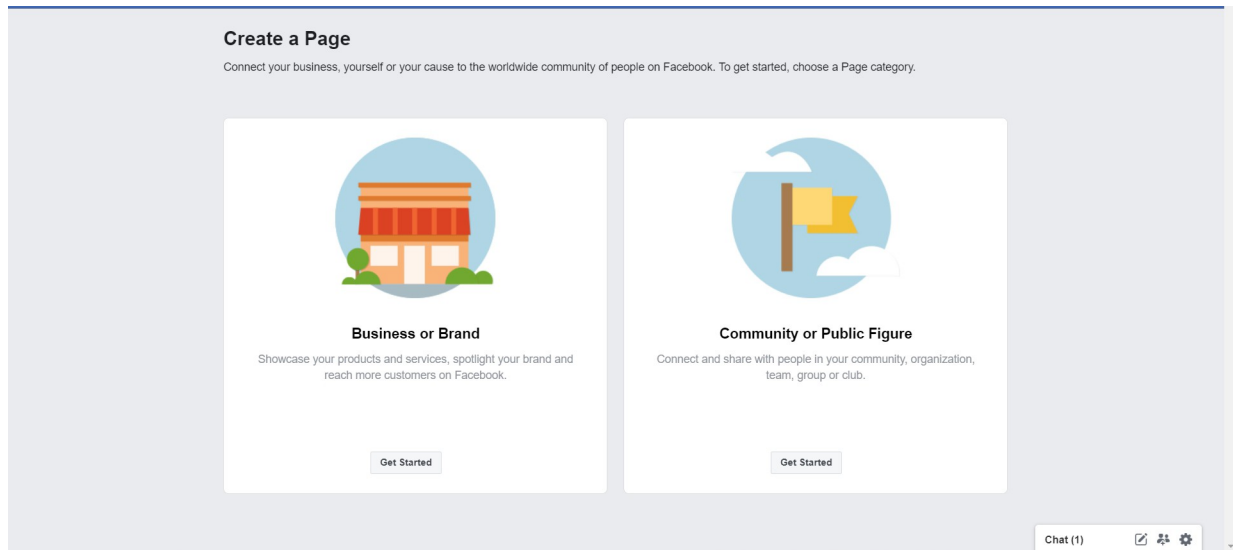 Create a Page
Connect your business, yourself or your cause to the worldwide community of people on Facebook. To get started, choose a Page category.
Business or Brand
Showcase your products and services, spotlight your brand and
reach more customers on Facebook.
Get Started
Community or Public Figure
Connect and share with people in your community, organization,
team, group or club.
Get Started
Chat (1)